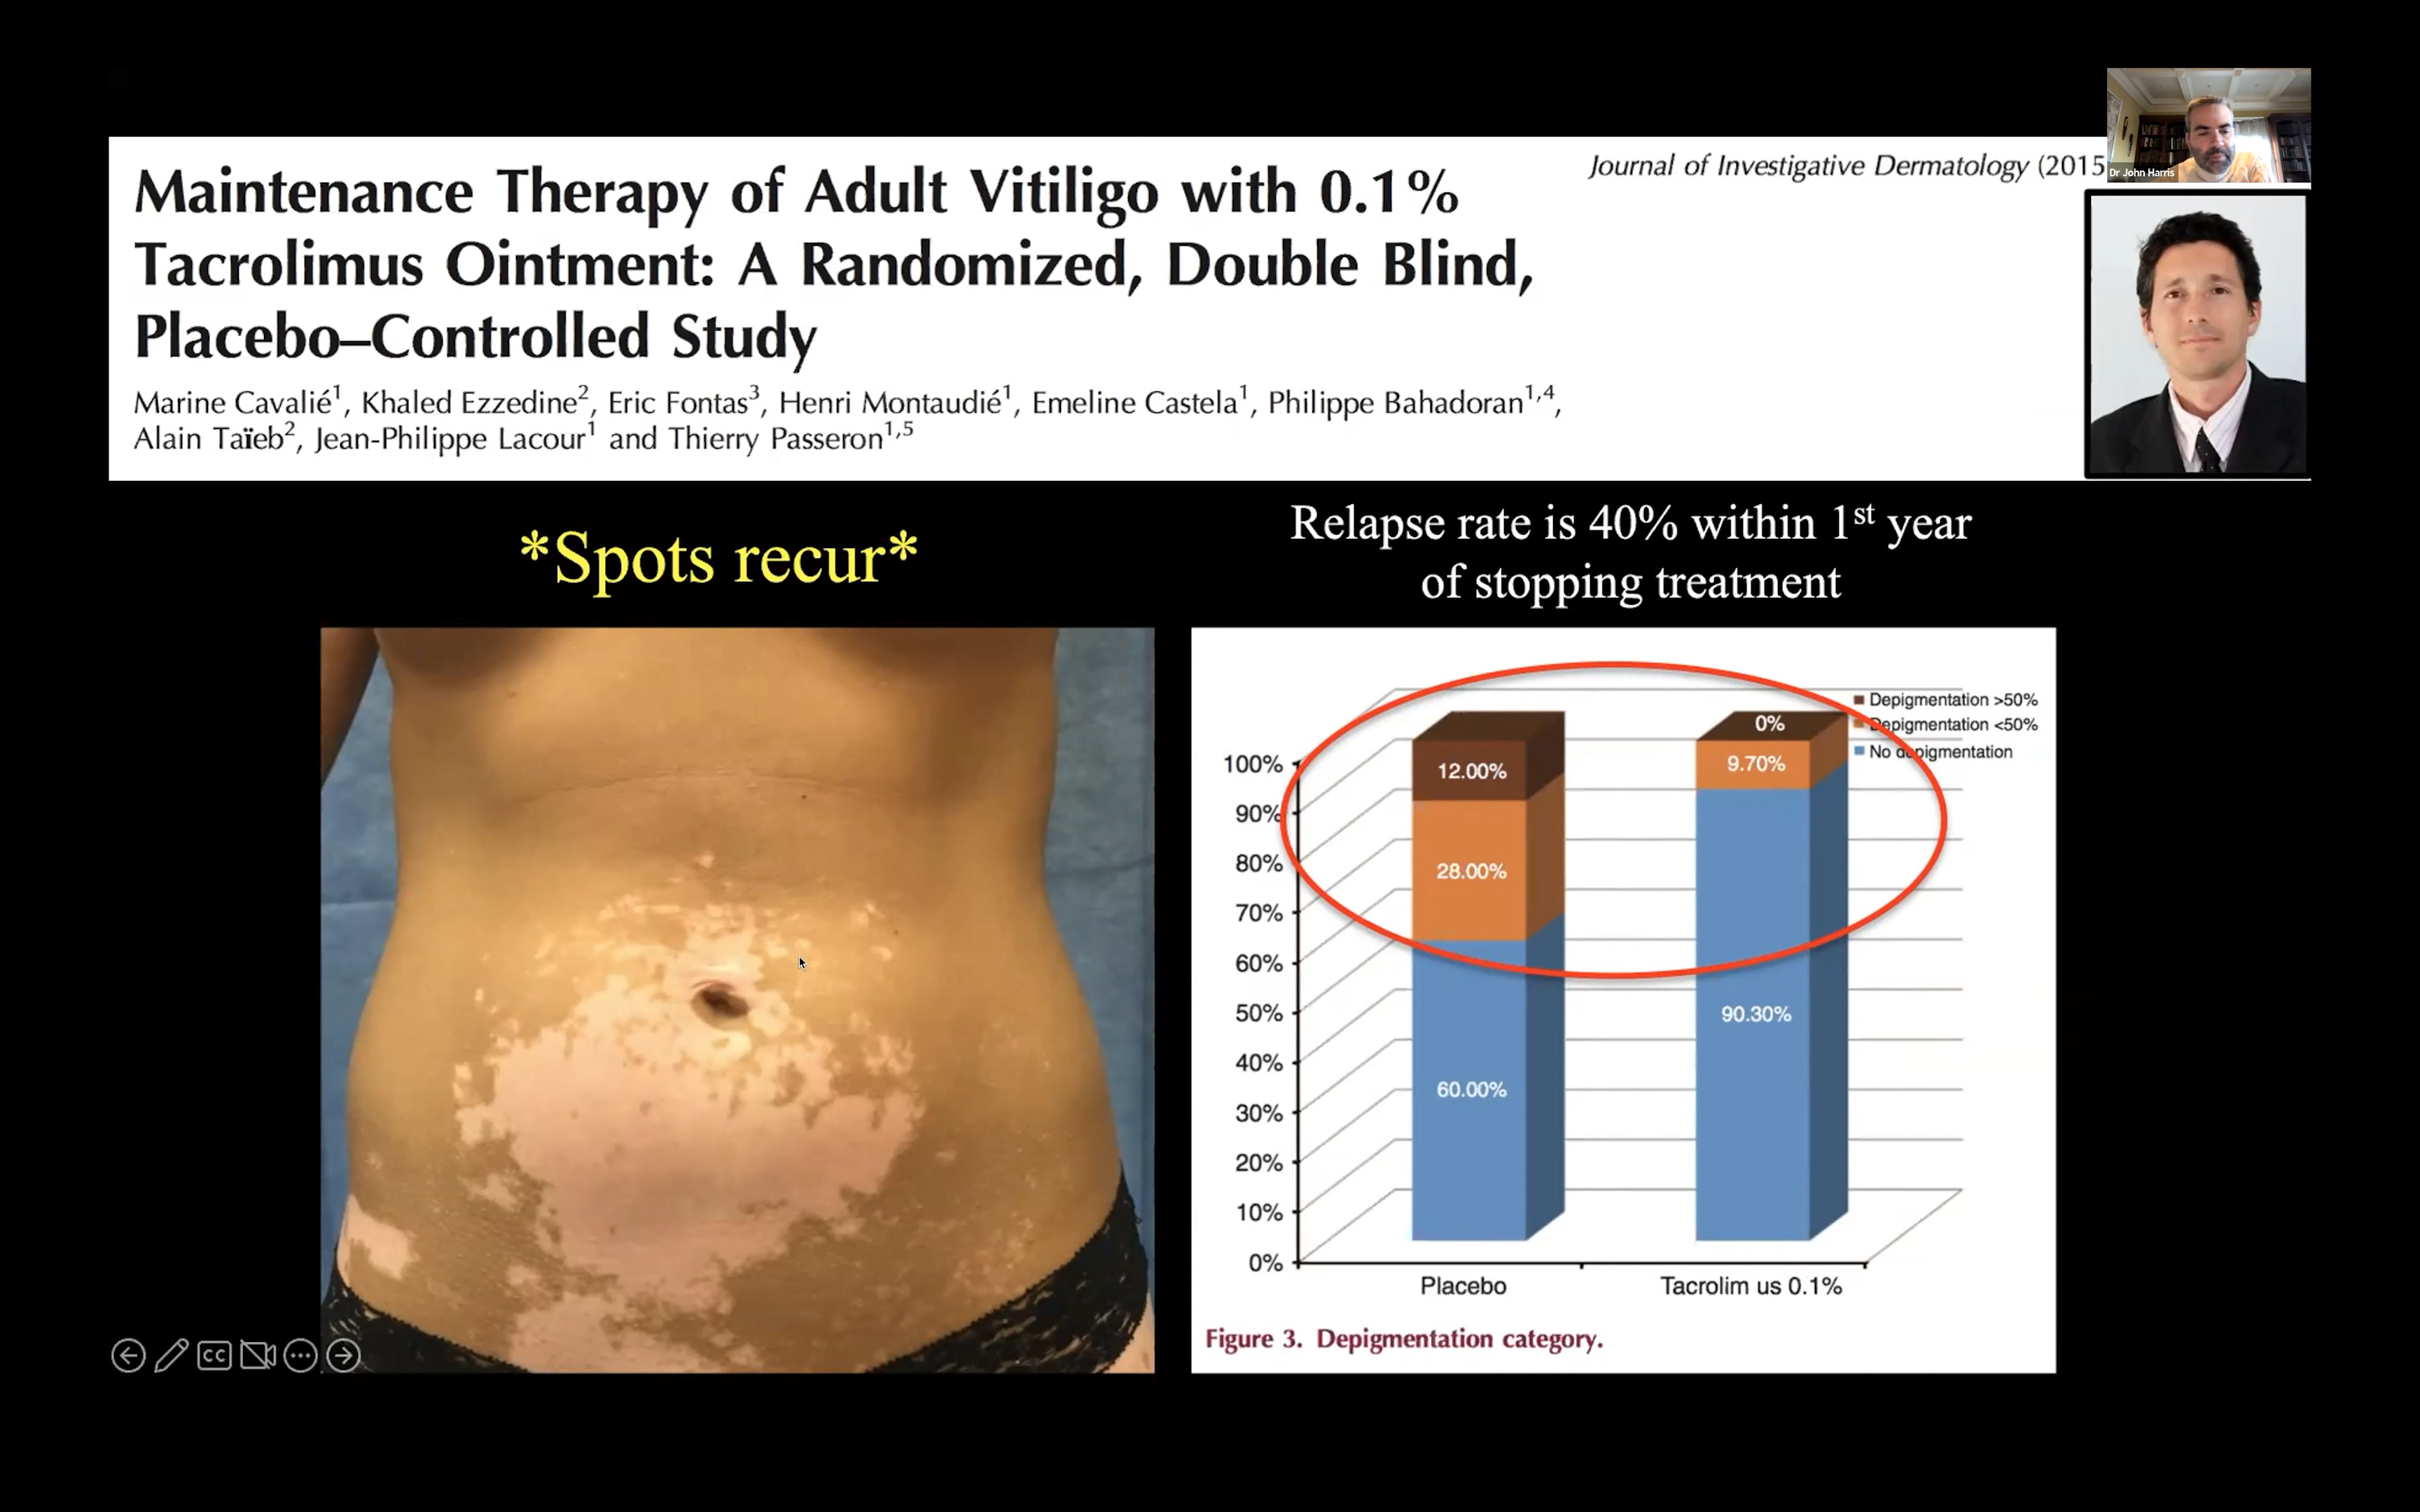 Journal of Investigative Dermatology (2015
Dr John Harris
Maintenance Therapy of Adult Vitiligo with 0.1%
Tacrolimus Ointment: A Randomized, Double Blind,
Placebo–Controlled Study
Marine Cavalié1, Khaled Ezzedine2, Eric Fontas3, Henri Montaudié1, Emeline Castela1, Philippe Bahadoran1,4,
Alain Taïeb2, Jean-Philippe Lacour1 and Thierry Passeron1,5
*Spots recur*
Relapse rate is 40% within 1st year
of stopping treatment
Depigmentation >50%
Depigmentation <50%
No depigmentation
100%
90%
80%
70%
60%
50%
40%
30%
20%
10%
0%
12.00%
28.00%
60.00%
0%
9.70%
90.30%
Placebo
Tacrolim us 0.1%
Figure 3. Depigmentation category.
CC